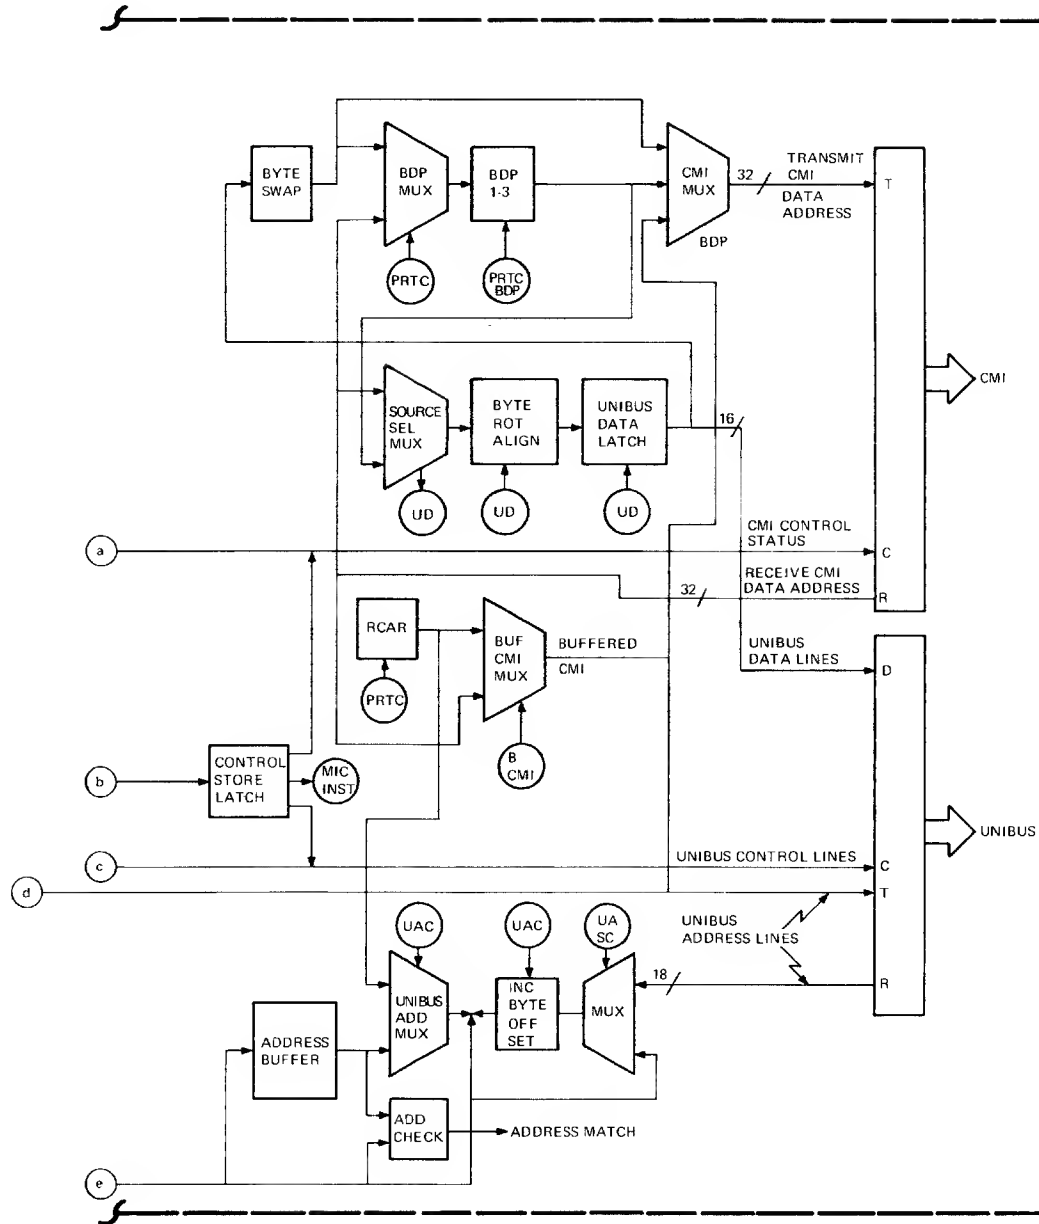 BYTE
SWAP
BDP
MUX
BDP
1-3
CMI
MUX
BDP
32
TRANSMIT
CMI
DATA
ADDRESS
T
PRTC
PRTC
BDP
CMI
SOURCE
SEL
MUX
BYTE
ROT
ALIGN
UNIBUS
DATA
LATCH
16
UD
UD
UD
a
CMI CONTROL
STATUS
C
RECEIVE CMI
DATA ADDRESS
32
R
RCAR
BUF
CMI
MUX
BUFFERED
CMI
UNIBUS
DATA LINES
D
PRTC
B
CMI
b
CONTROL
STORE
LATCH
MIC
INST
UNIBUS
c
UNIBUS CONTROL LINES
C
d
T
UAC
UAC
UA
SC
UNIBUS
ADDRESS LINES
UNIBUS
ADD
MUX
INC
BYTE
OFF
SET
MUX
18
R
ADDRESS
BUFFER
ADD
CHECK
ADDRESS MATCH
e